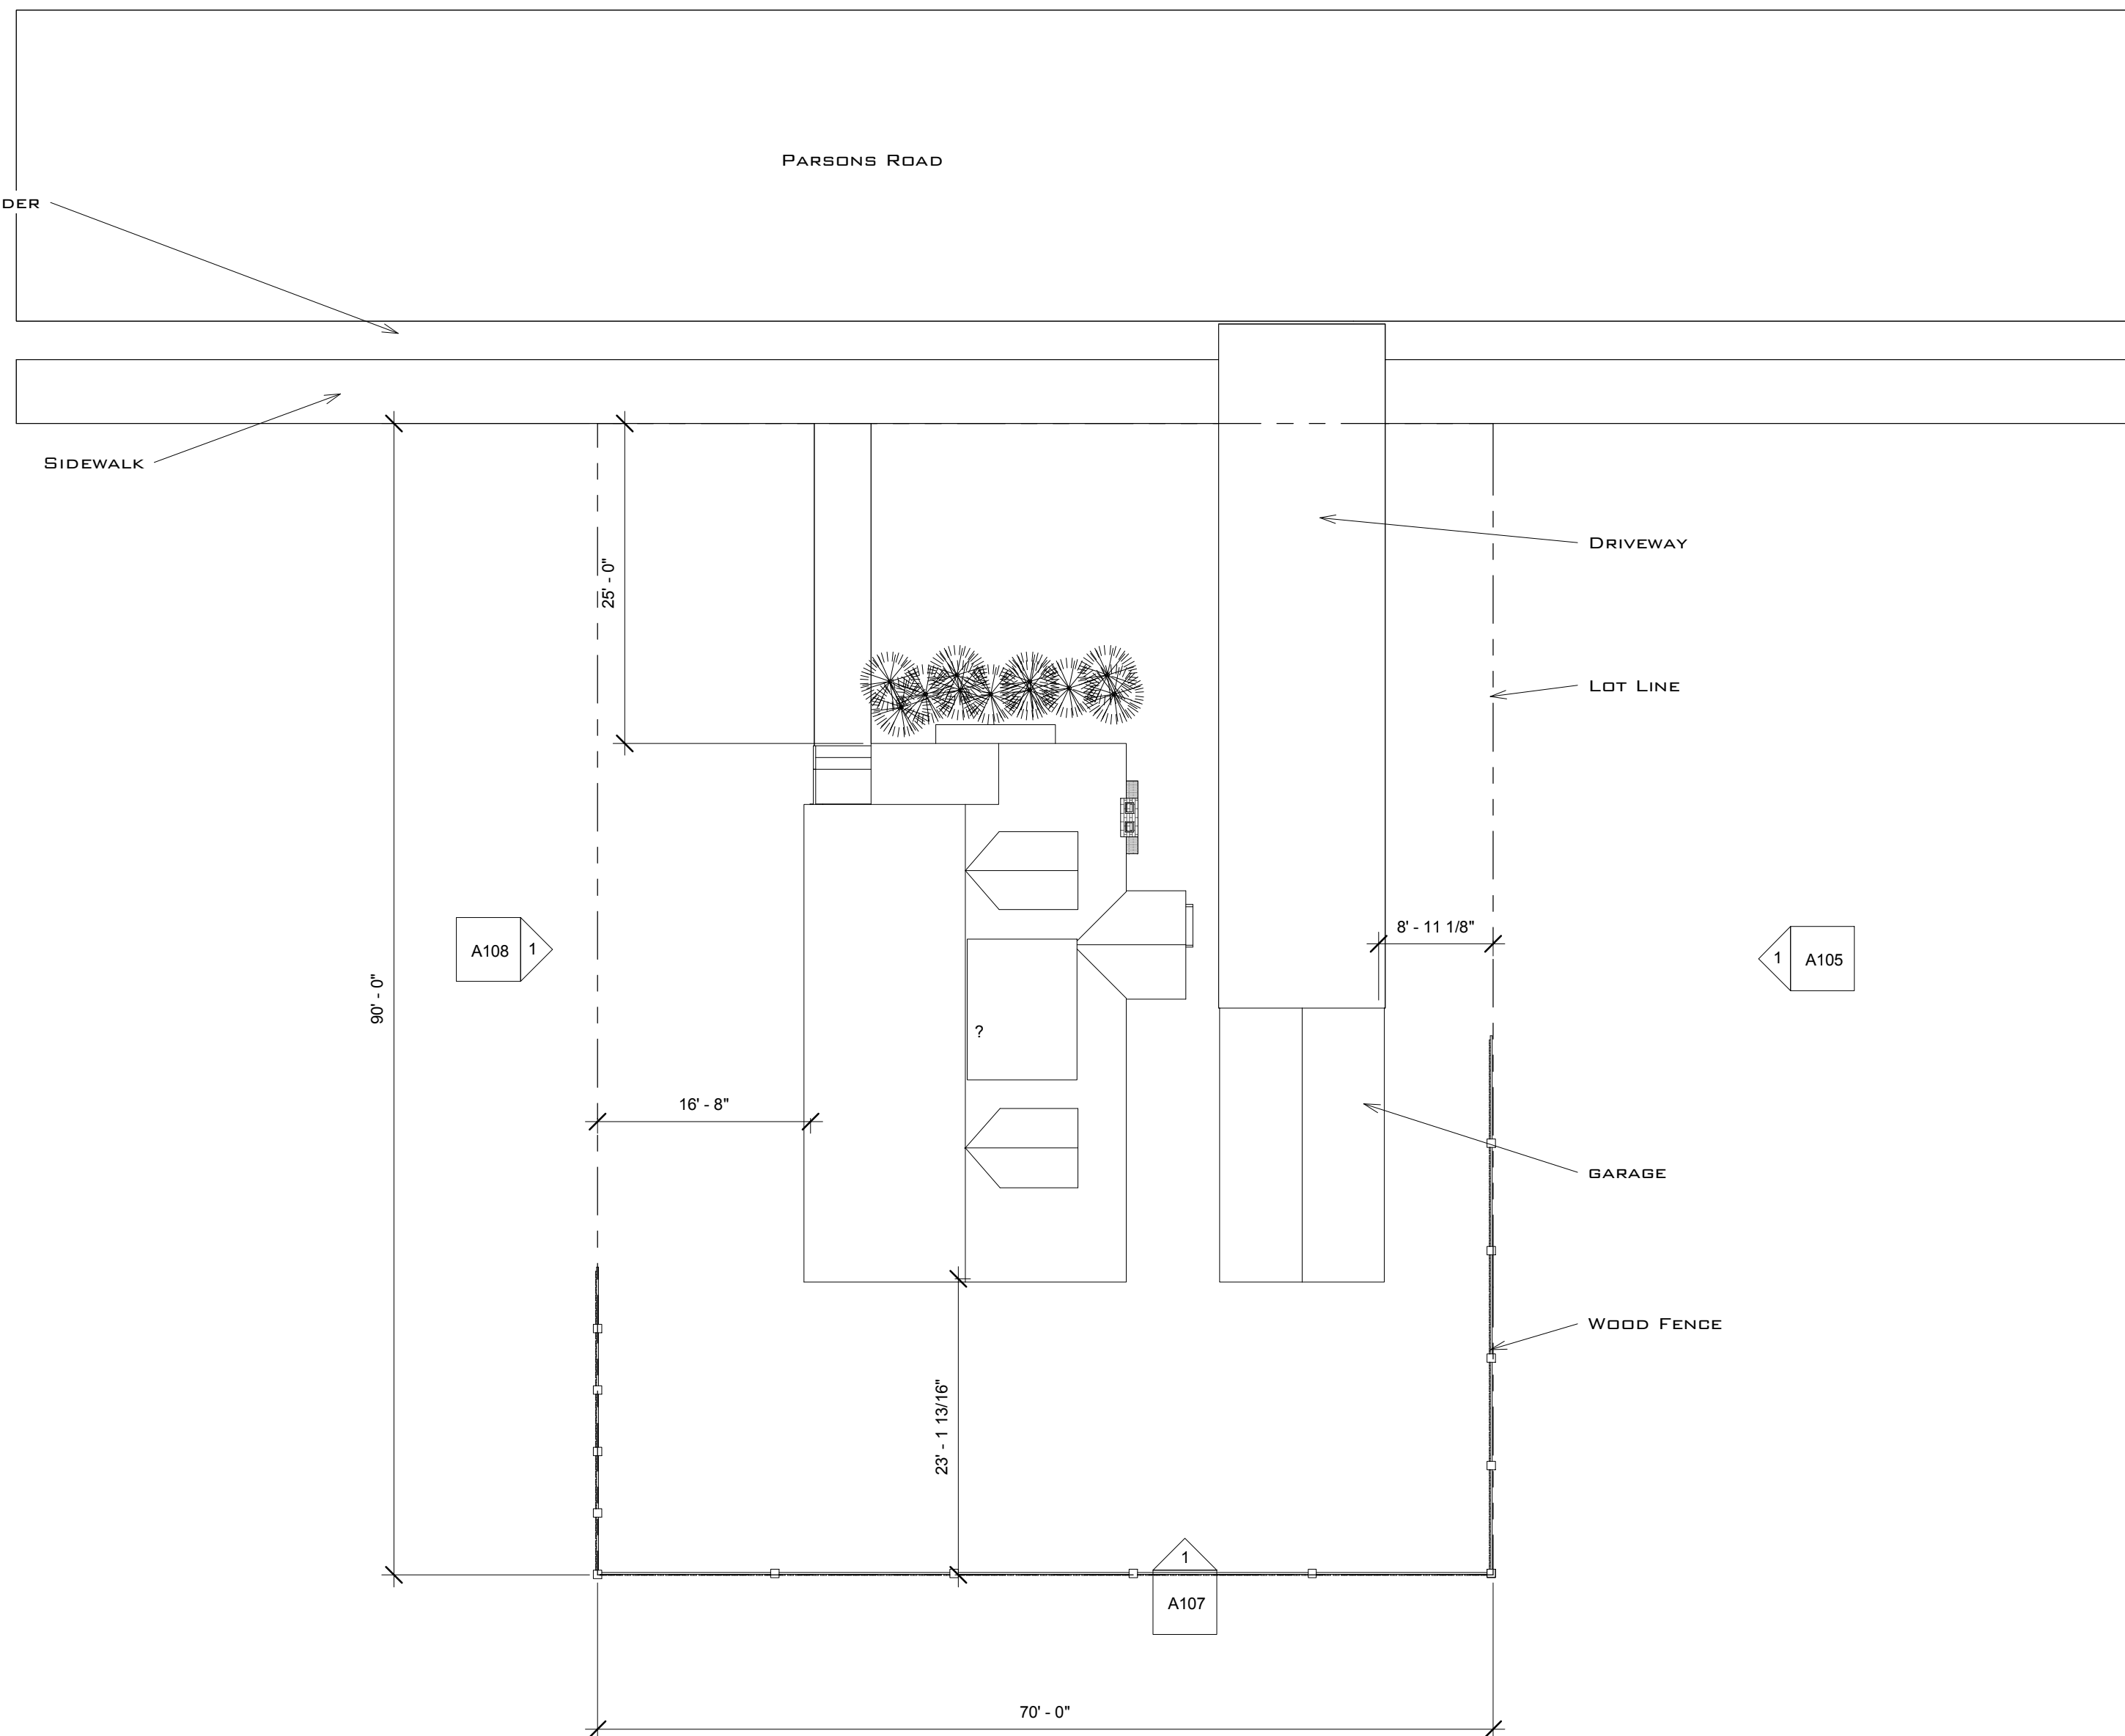 PARSONS ROAD
DER
SIDEWALK
25' - 0"
DRIVEWAY
LOT LINE
8' - 11 1/8"
A108
1
1
A105
90' - 0"
?
16' - 8"
GARAGE
WOOD FENCE
23' - 1 13/16"
1
A107
70' - 0"